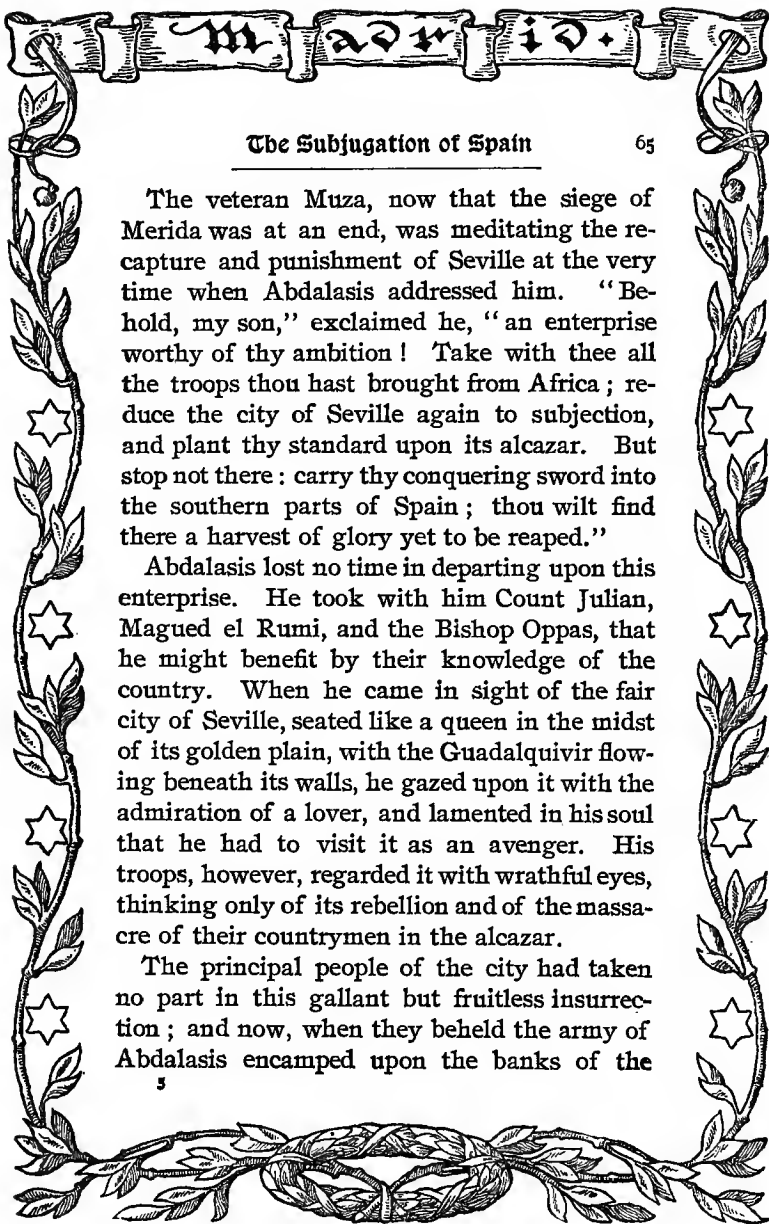 Madrid.
The Subjugation of Spain 65
The veteran Muza, now that the siege of
Merida was at an end, was meditating the re-
capture and punishment of Seville at the very
time when Abdalasis addressed him. "Be-
hold, my son," exclaimed he, "an enterprise
worthy of thy ambition! Take with thee all
the troops thou hast brought from Africa; re-
duce the city of Seville again to subjection,
and plant thy standard upon its alcazar. But
stop not there: carry thy conquering sword into
the southern parts of Spain; thou wilt find
there a harvest of glory yet to be reaped."
Abdalasis lost no time in departing upon this
enterprise. He took with him Count Julian,
Magued el Rumi, and the Bishop Oppas, that
he might benefit by their knowledge of the
country. When he came in sight of the fair
city of Seville, seated like a queen in the midst
of its golden plain, with the Guadalquivir flow-
ing beneath its walls, he gazed upon it with the
admiration of a lover, and lamented in his soul
that he had to visit it as an avenger. His
troops, however, regarded it with wrathful eyes,
thinking only of its rebellion and of the massa-
cre of their countrymen in the alcazar.
The principal people of the city had taken
no part in this gallant but fruitless insurrec-
tion; and now, when they beheld the army of
Abdalasis encamped upon the banks of the
5